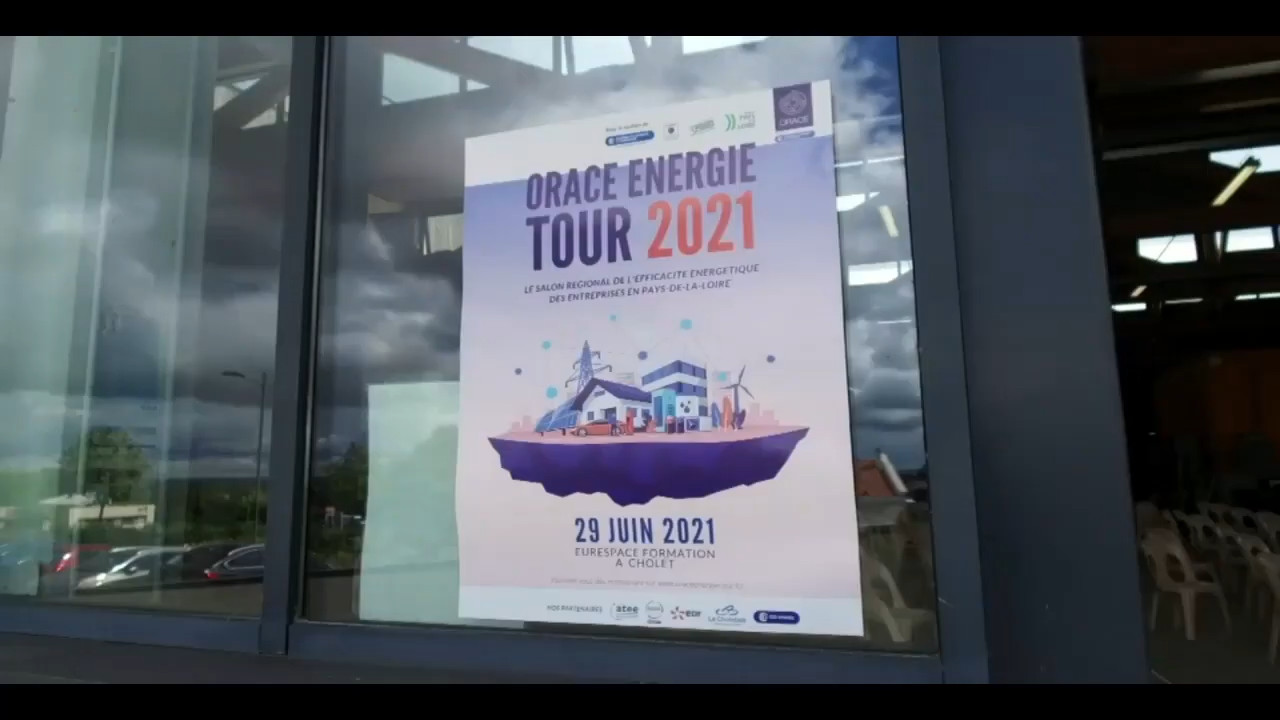 ORACE
ORACE ENERGIE
TOUR 2021
LE SALON REGIONAL DE L'EFFICACITE ENERGETIQUE
DES ENTREPRISES EN PAYS-DE-LA-LOIRE
29 JUIN 2021
EURESPACE FORMATION
A CHOLET
NOS PARTENAIRES atee edf